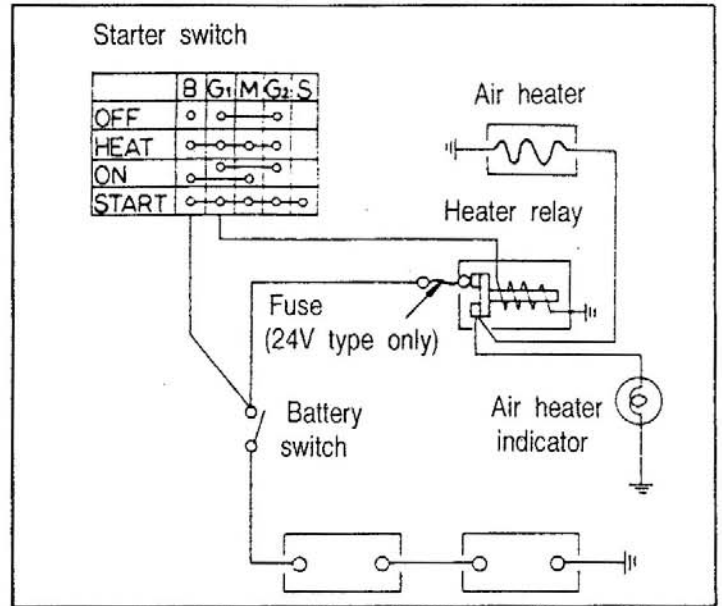 Starter switch
B G1 M G2 S
OFF
HEAT
ON
START
Air heater
Heater relay
Fuse
(24V type only)
Battery
switch
Air heater
indicator